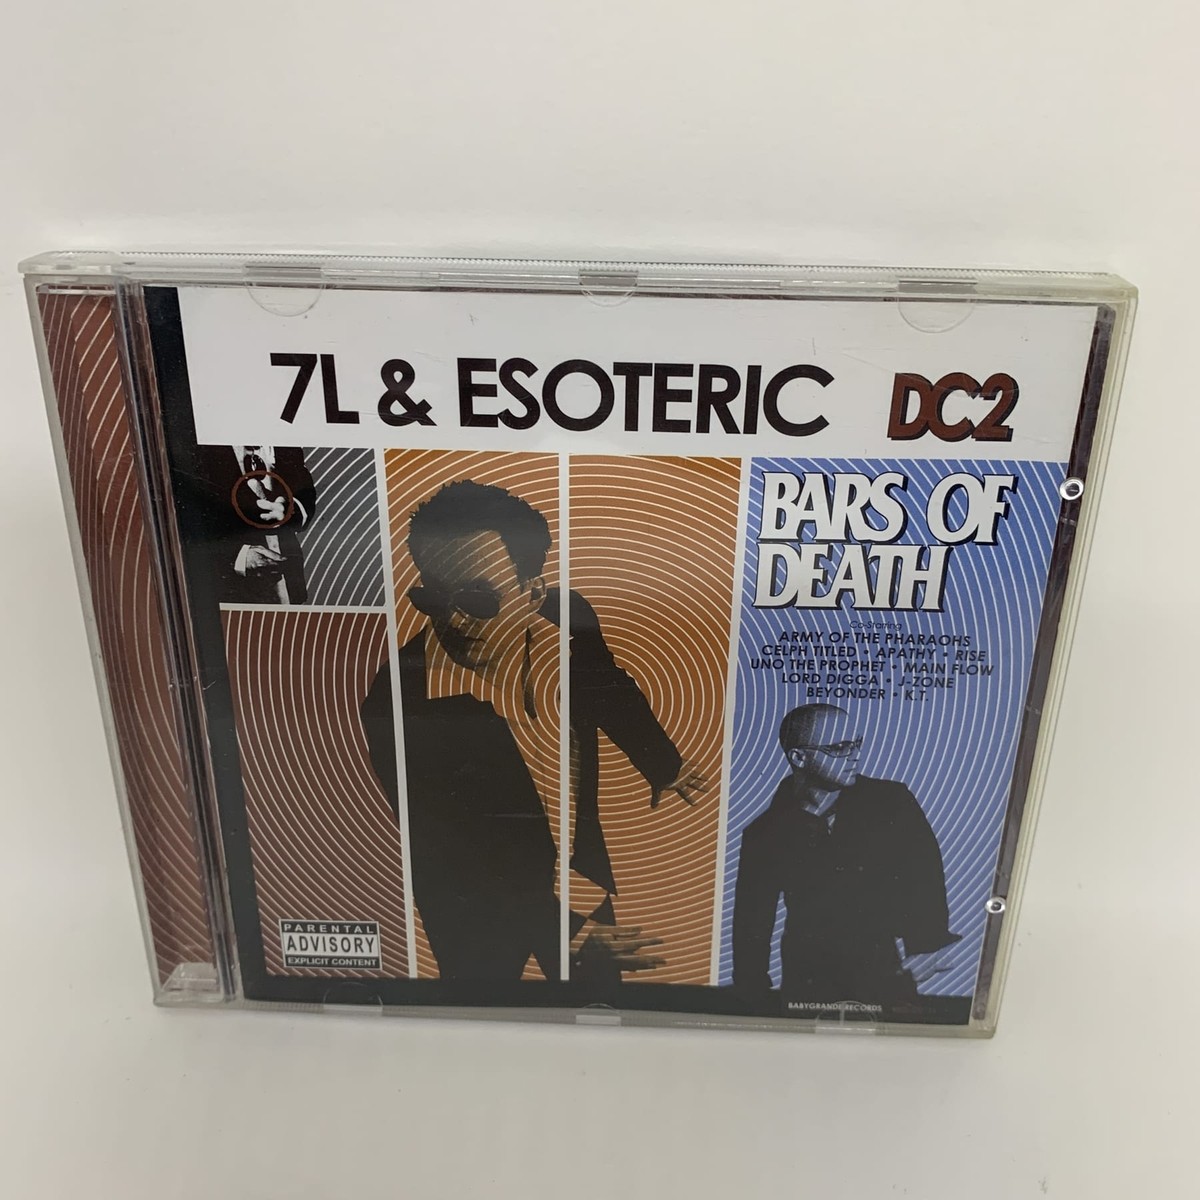 7L & ESOTERIC DC2
BARS OF
DEATH
Co-Starring
ARMY OF THE PHARAOHS
CELPH TITLED • APATHY • RISE
UNO THE PROPHET • MAIN FLOW
LORD DIGGA • J-ZONE
BEYONDER • K.T.
PARENTAL
ADVISORY
EXPLICIT CONTENT
BABYGRANDE RECORDS